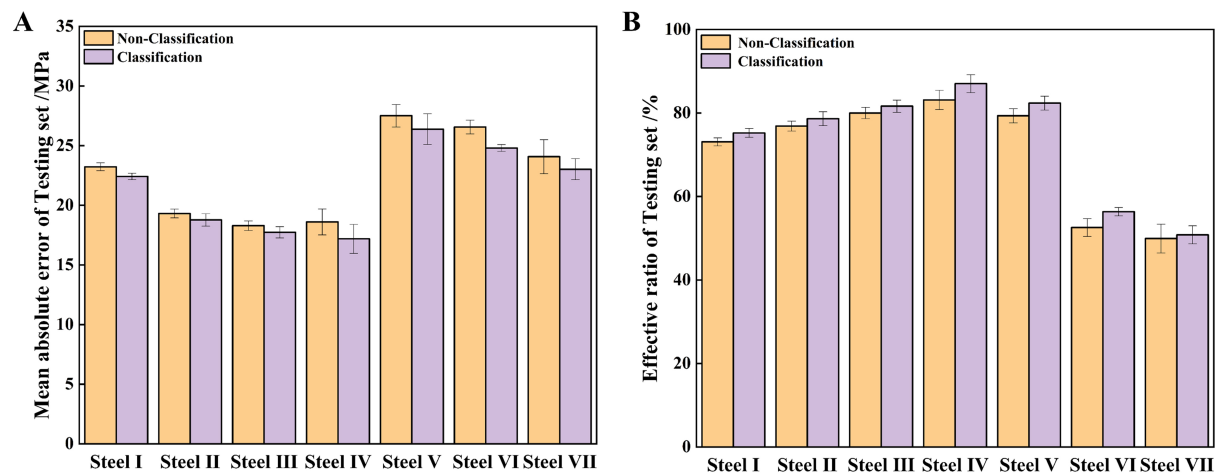 A
Mean absolute error of Testing set /MPa
35
30
25
20
15
10
5
0
Non-Classification
Classification
Steel I Steel II Steel III Steel IV Steel V Steel VI Steel VII
B
Effective ratio of Testing set /%
100
80
60
40
20
0
Non-Classification
Classification
Steel I Steel II Steel III Steel IV Steel V Steel VI Steel VII